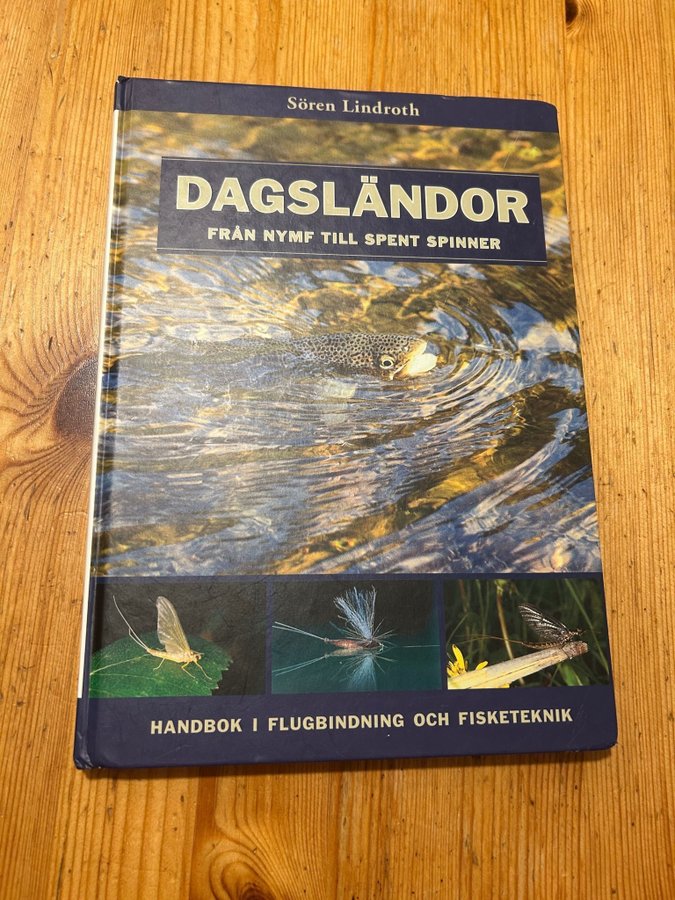 Sören Lindroth
DAGSLÄNDOR
FRÅN NYMF TILL SPENT SPINNER
HANDBOK I FLUGBINDNING OCH FISKETEKNIK